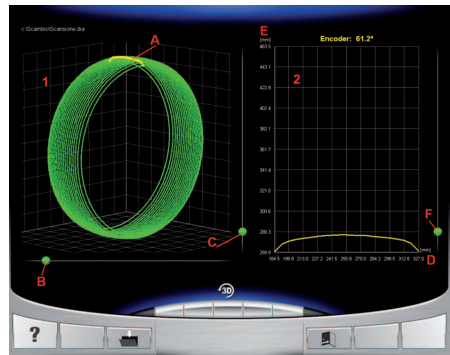 c:\Scambio\Scansione.dia
A
E
[mm]
Encoder: 61.2°
463.5
1
2
443.1
422.8
402.4
382.1
361.7
341.4
321.0
300.6
C
F
280.3
[mm]
259.9
D
184.5 198.8 213.0 227.2 241.5 255.8 270.0 284.2 298.5 312.8 327.0
B
3D
?